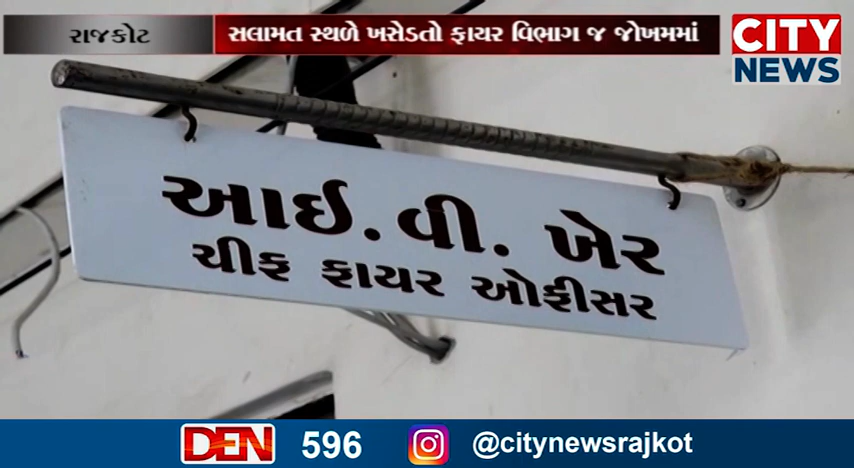 રાજકોટ
સલામત સ્થળે ખસેડતો ફાયર વિભાગ જ જોખમમાં
CITY
NEWS
આઈ. વી. ખેર
ચીફ ફાયર ઓફીસર
DEN 596 @citynewsrajkot